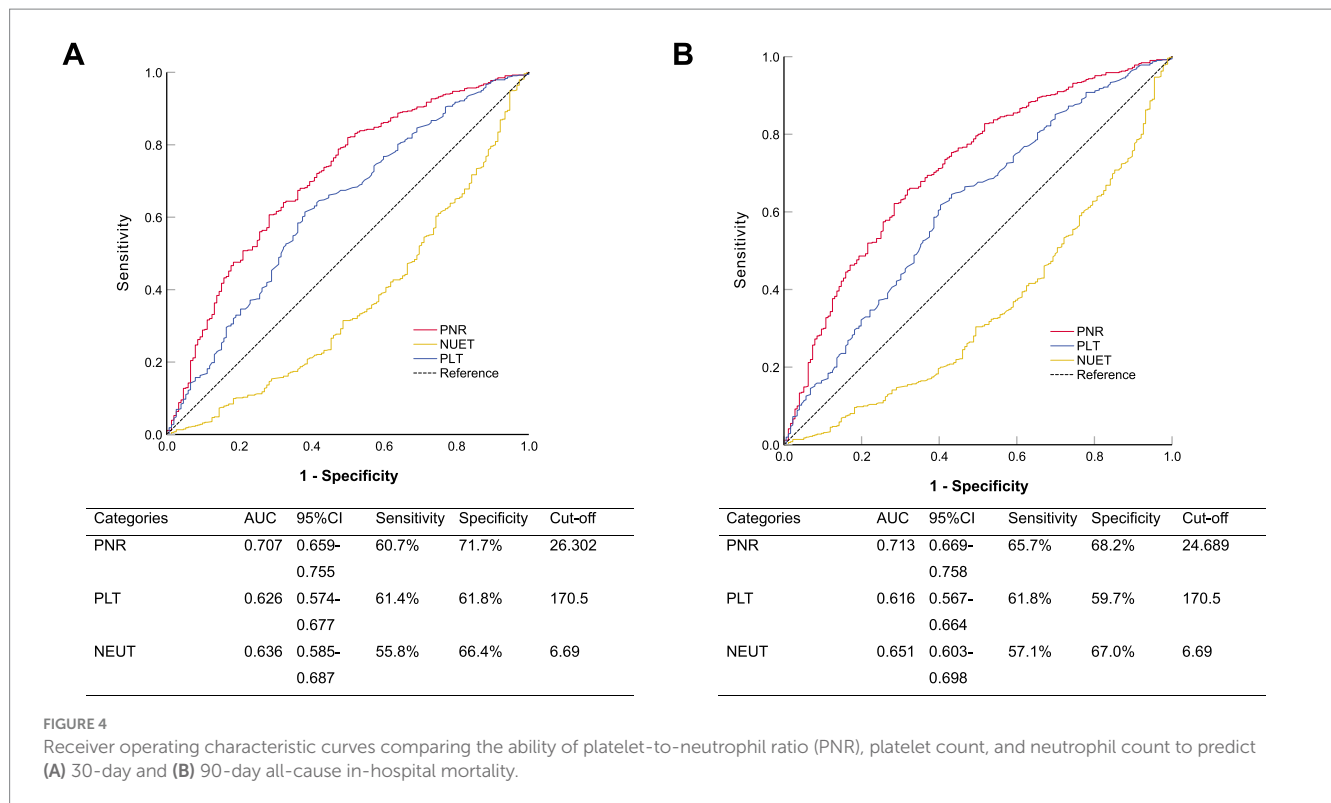 A
1.0
0.8
0.6
0.4
0.2
0.0
Sensitivity
PNR
NUET
PLT
Reference
0.0 0.2 0.4 0.6 0.8 1.0
1 - Specificity
Categories AUC 95%CI Sensitivity Specificity Cut-off
PNR 0.707 0.659- 60.7% 71.7% 26.302
0.755
PLT 0.626 0.574- 61.4% 61.8% 170.5
0.677
NEUT 0.636 0.585- 55.8% 66.4% 6.69
0.687
B
1.0
0.8
0.6
0.4
0.2
0.0
Sensitivity
PNR
PLT
NEUT
Reference
0.0 0.2 0.4 0.6 0.8 1.0
1 - Specificity
Categories AUC 95%CI Sensitivity Specificity Cut-off
PNR 0.713 0.669- 65.7% 68.2% 24.689
0.758
PLT 0.616 0.567- 61.8% 59.7% 170.5
0.664
NEUT 0.651 0.603- 57.1% 67.0% 6.69
0.698
FIGURE 4
Receiver operating characteristic curves comparing the ability of platelet-to-neutrophil ratio (PNR), platelet count, and neutrophil count to predict
(A) 30-day and (B) 90-day all-cause in-hospital mortality.